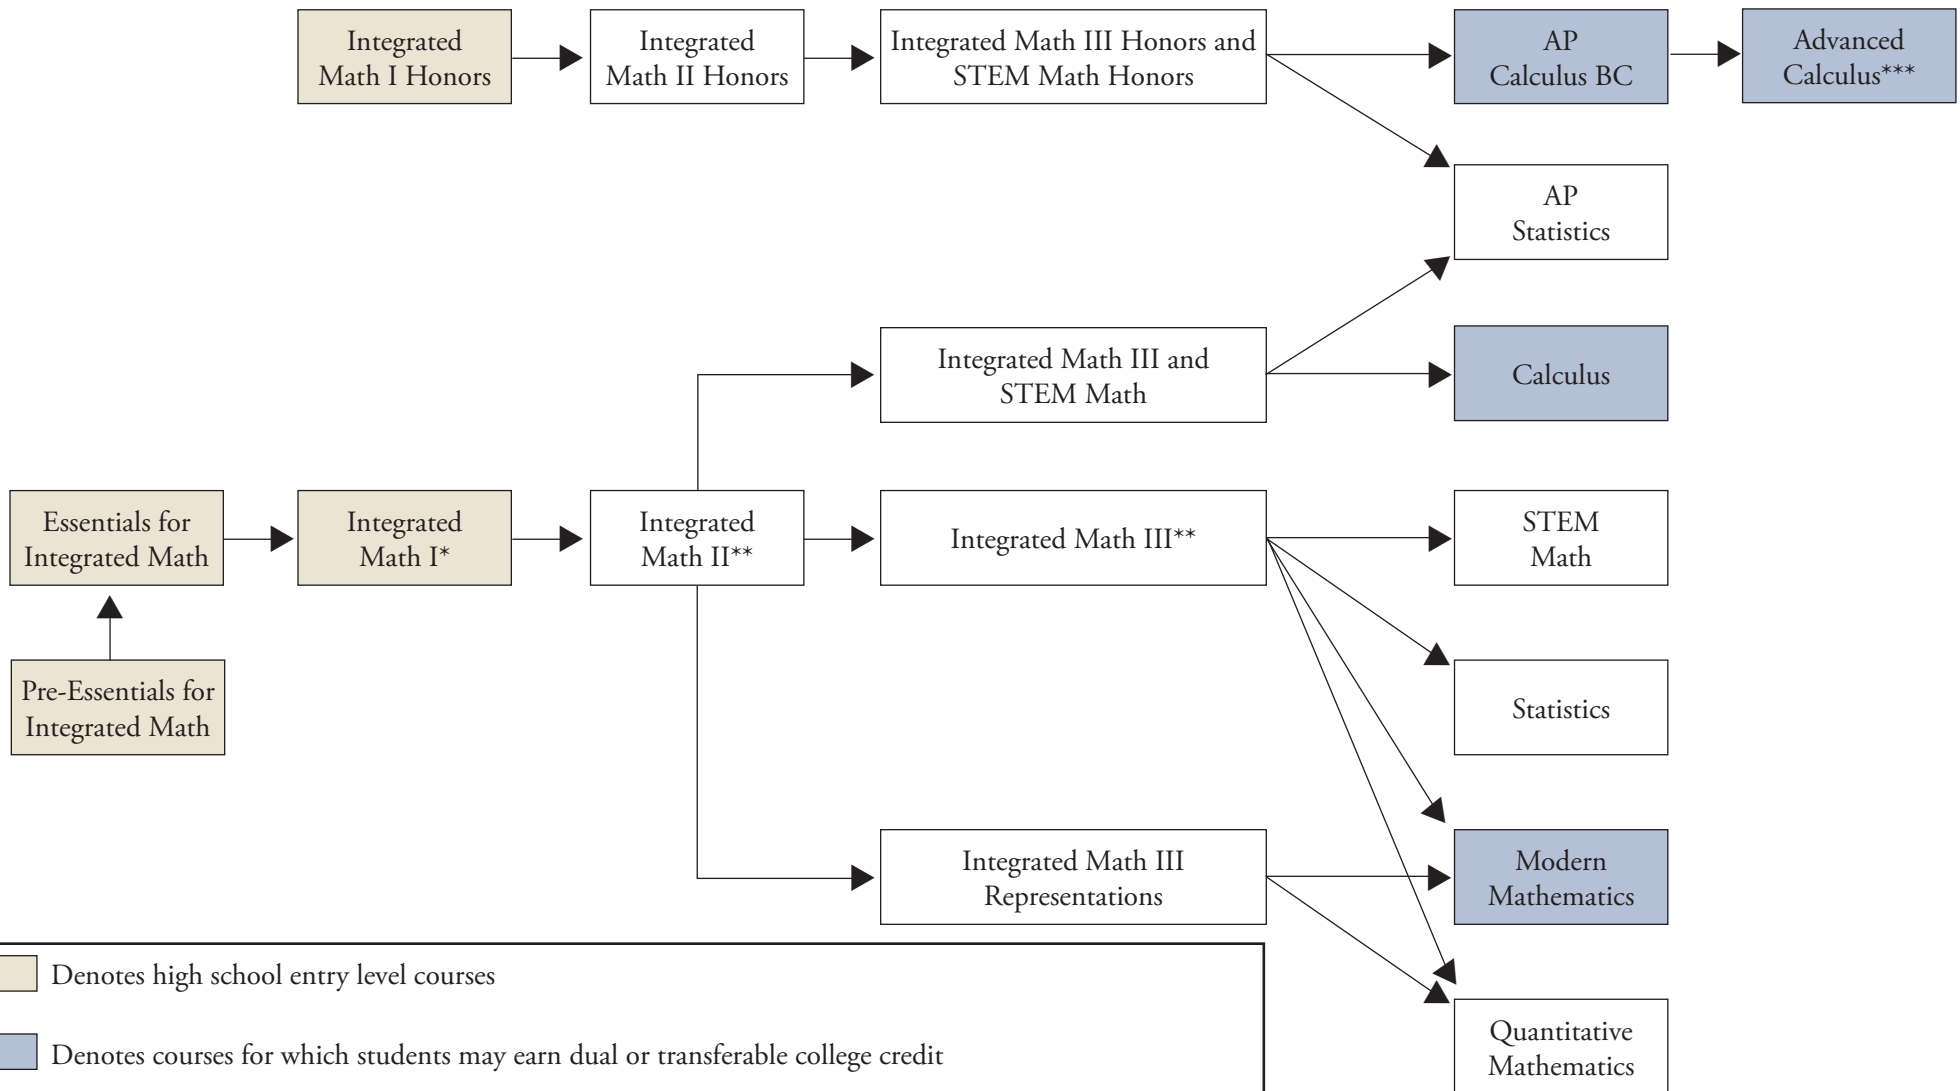 Integrated
Math I Honors
Integrated
Math II Honors
Integrated Math III Honors and
STEM Math Honors
AP
Calculus BC
Advanced
Calculus***
AP
Statistics
Integrated Math III and
STEM Math
Calculus
Essentials for
Integrated Math
Integrated
Math I*
Integrated
Math II**
Integrated Math III**
STEM
Math
Pre-Essentials for
Integrated Math
Statistics
Integrated Math III
Representations
Modern
Mathematics
Denotes high school entry level courses
Denotes courses for which students may earn dual or transferable college credit
Quantitative
Mathematics